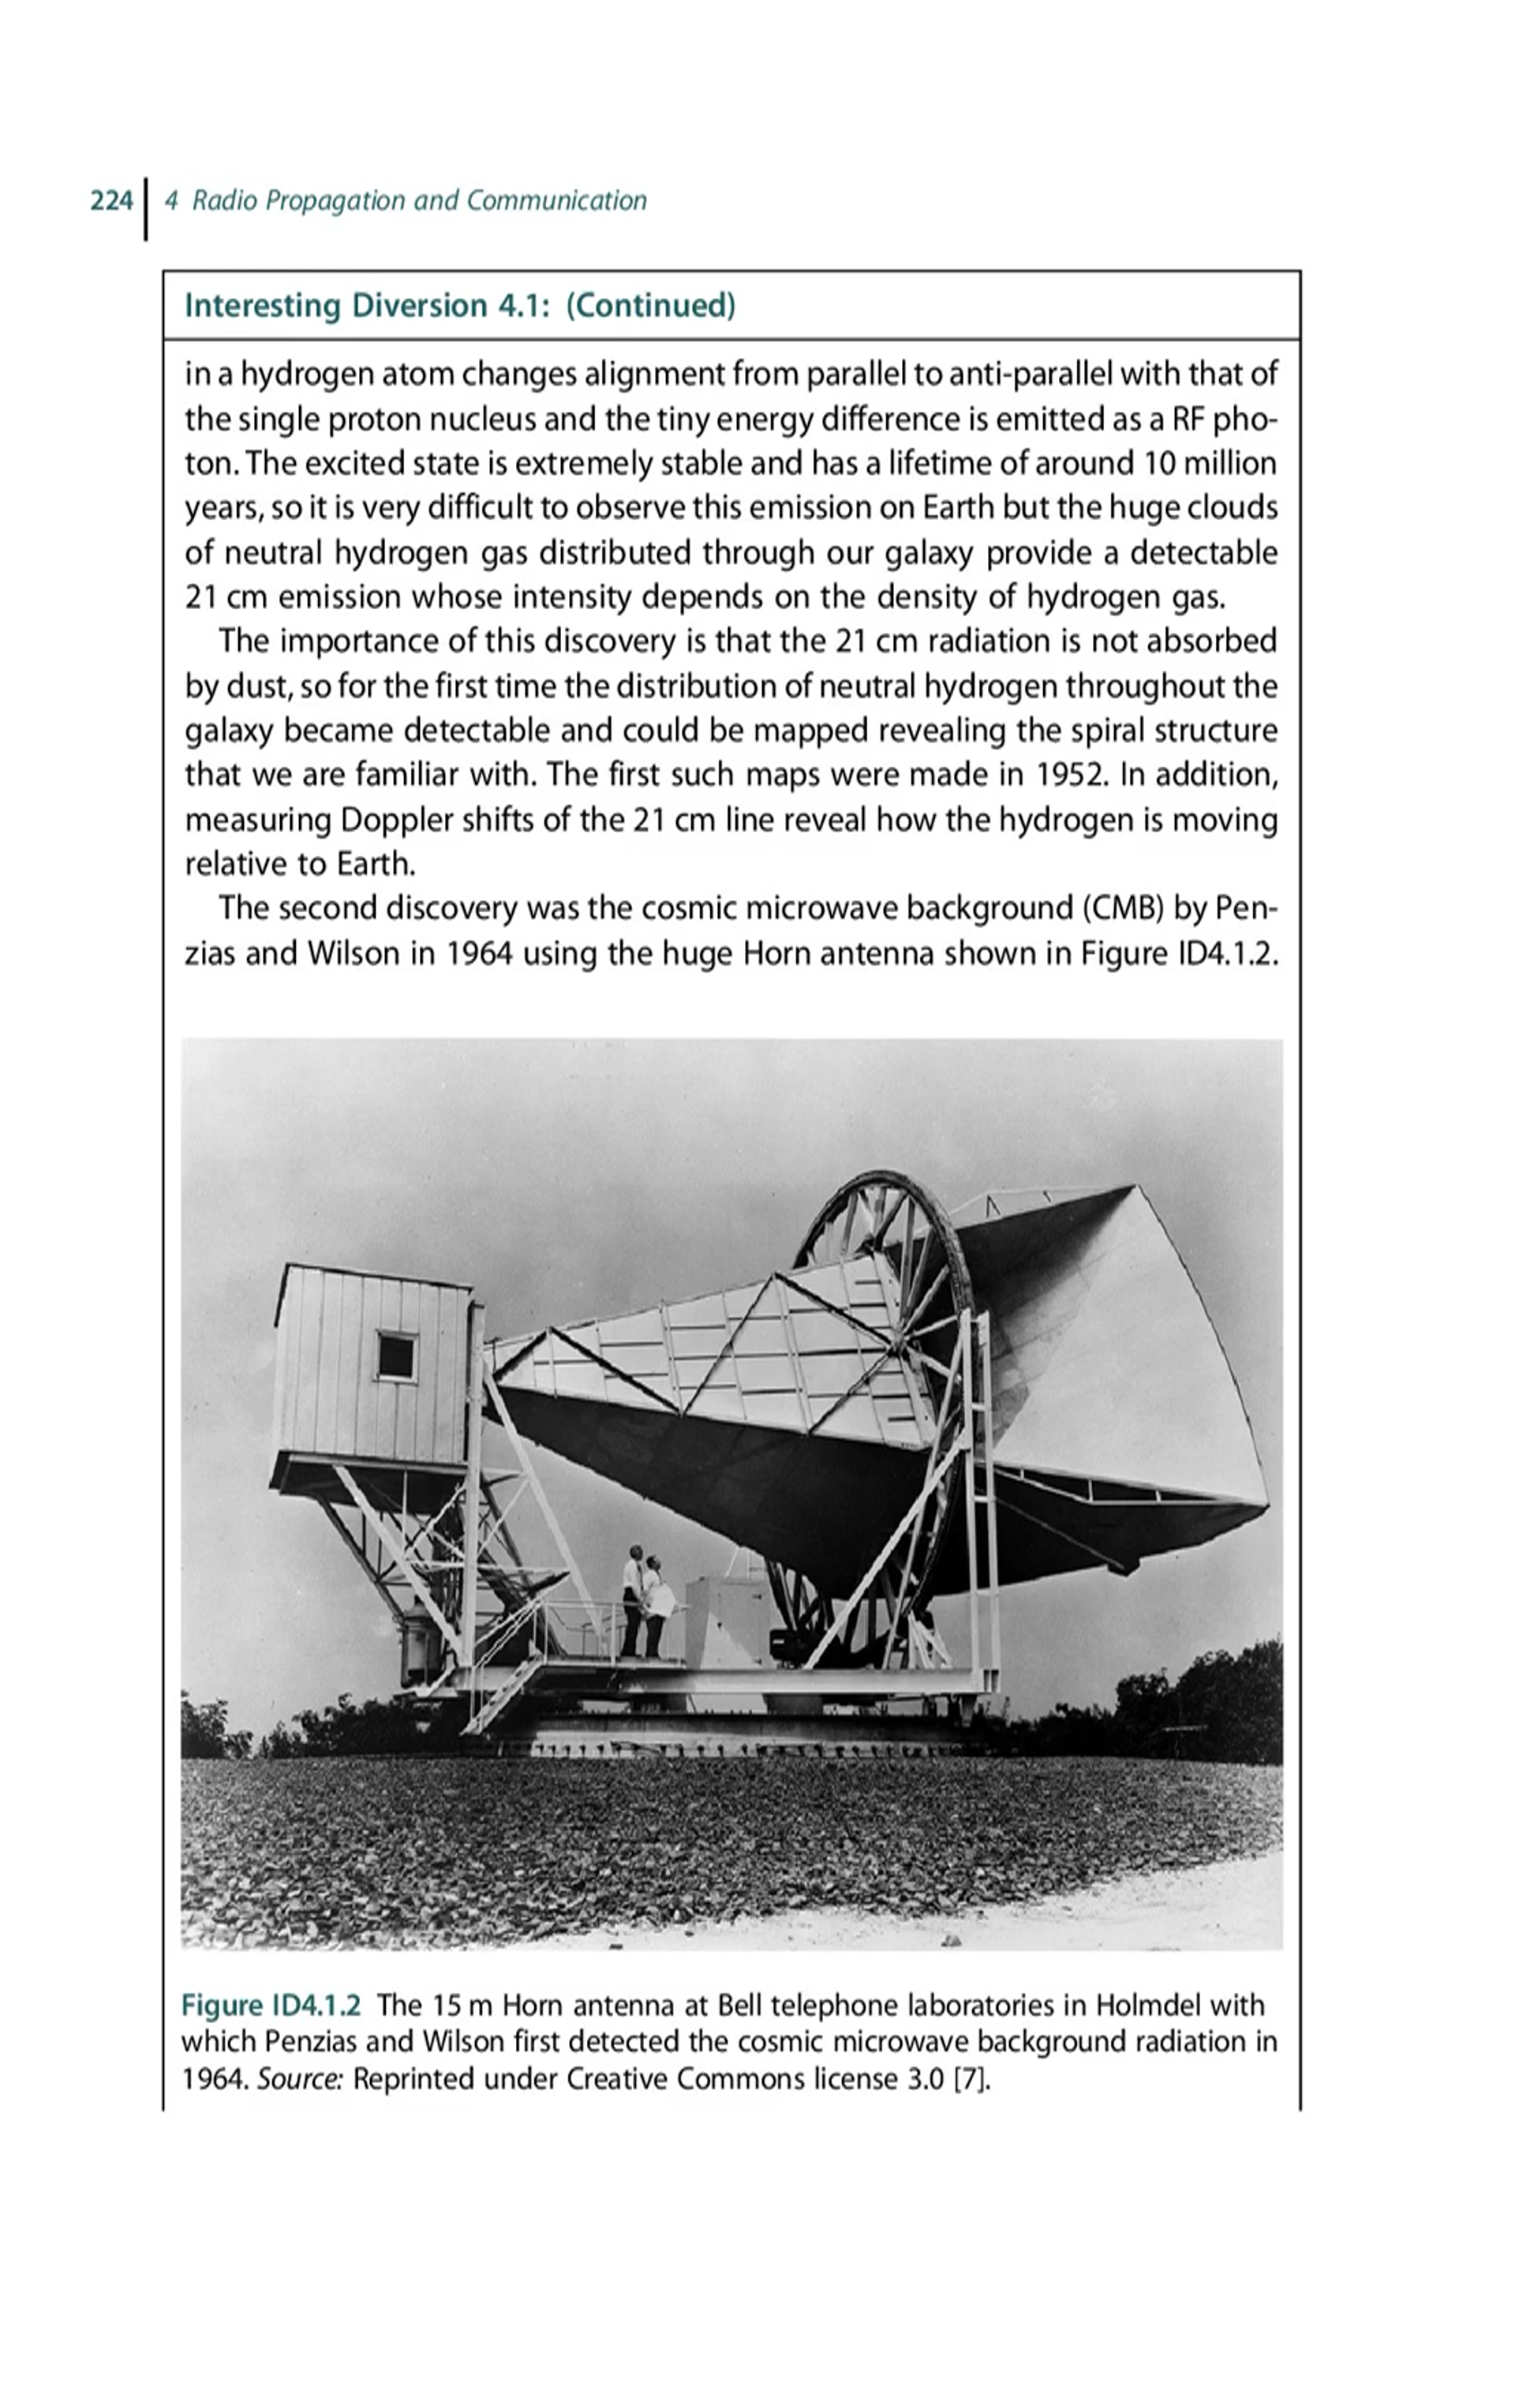 224 4 Radio Propagation and Communication
Interesting Diversion 4.1: (Continued)
in a hydrogen atom changes alignment from parallel to anti-parallel with that of
the single proton nucleus and the tiny energy difference is emitted as a RF pho-
ton. The excited state is extremely stable and has a lifetime of around 10 million
years, so it is very difficult to observe this emission on Earth but the huge clouds
of neutral hydrogen gas distributed through our galaxy provide a detectable
21 cm emission whose intensity depends on the density of hydrogen gas.
The importance of this discovery is that the 21 cm radiation is not absorbed
by dust, so for the first time the distribution of neutral hydrogen throughout the
galaxy became detectable and could be mapped revealing the spiral structure
that we are familiar with. The first such maps were made in 1952. In addition,
measuring Doppler shifts of the 21 cm line reveal how the hydrogen is moving
relative to Earth.
The second discovery was the cosmic microwave background (CMB) by Pen-
zias and Wilson in 1964 using the huge Horn antenna shown in Figure ID4.1.2.
Figure ID4.1.2 The 15 m Horn antenna at Bell telephone laboratories in Holmdel with
which Penzias and Wilson first detected the cosmic microwave background radiation in
1964. Source: Reprinted under Creative Commons license 3.0 [7].